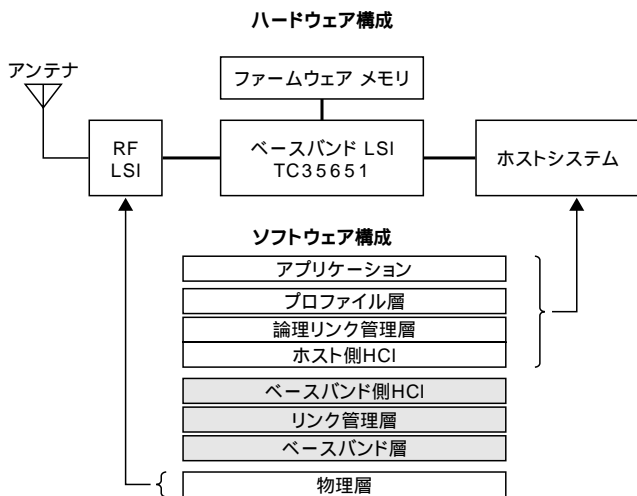 ハードウェア構成
アンテナ
ファームウェア メモリ
RF
LSI
ベースバンド LSI
TC35651
ホストシステム
ソフトウェア構成
アプリケーション
プロファイル層
論理リンク管理層
ホスト側HCI
ベースバンド側HCI
リンク管理層
ベースバンド層
物理層